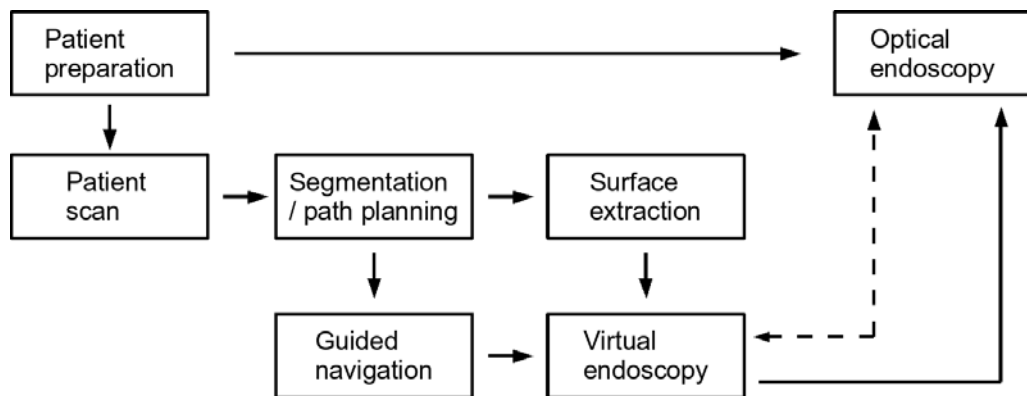 Patient
preparation
Optical
endoscopy
Patient
scan
Segmentation
/ path planning
Surface
extraction
Guided
navigation
Virtual
endoscopy